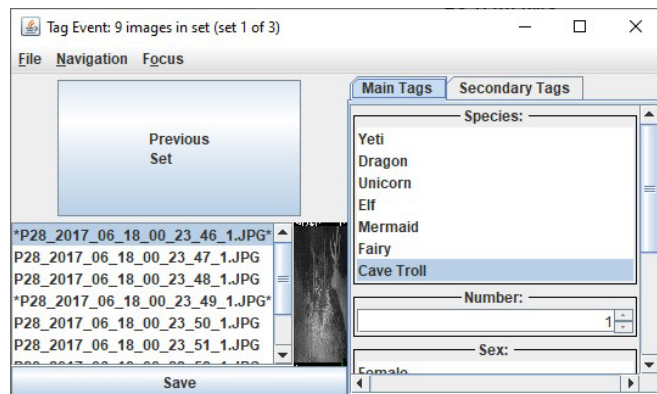 Tag Event: 9 images in set (set 1 of 3)
File Navigation Focus
Previous
Set
*P28_2017_06_18_00_23_46_1.JPG*
P28_2017_06_18_00_23_47_1.JPG
P28_2017_06_18_00_23_48_1.JPG
*P28_2017_06_18_00_23_49_1.JPG*
P28_2017_06_18_00_23_50_1.JPG
P28_2017_06_18_00_23_51_1.JPG
Save
Main Tags Secondary Tags
Species:
Yeti
Dragon
Unicorn
Elf
Mermaid
Fairy
Cave Troll
Number:
1
Sex:
Female